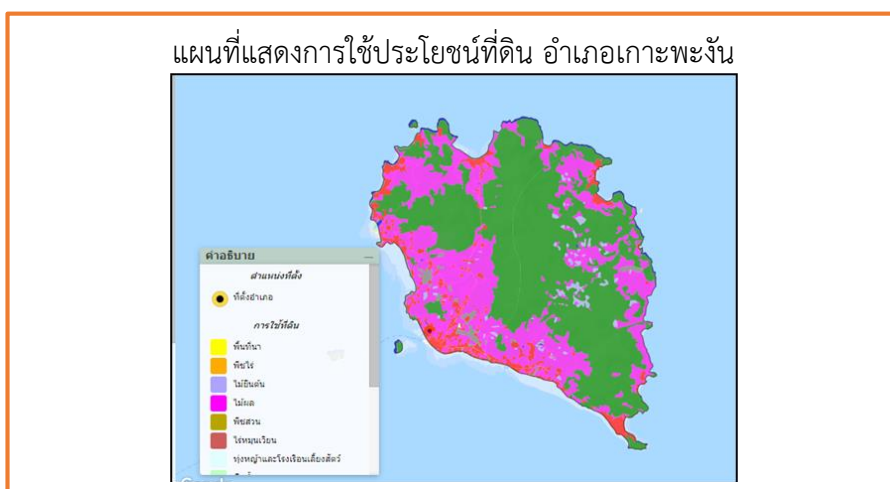 แผนที่แสดงการใช้ประโยชน์ที่ดิน อำเภอเกาะพะงัน
คำอธิบาย
ตำแหน่งที่ตั้ง
ที่ตั้งอำเภอ
การใช้ที่ดิน
พื้นที่นา
พืชไร่
ไม้ยืนต้น
ไม้ผล
พืชสวน
ไร่หมุนเวียน
ทุ่งหญ้าและโรงเรือนเลี้ยงสัตว์